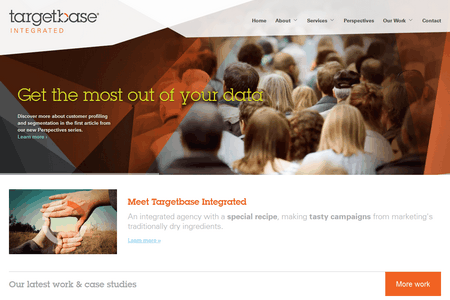 targetbase
INTEGRATED
Home About Services Perspectives Our Work Contact
Get the most out of your data
Discover more about customer profiling
and segmentation in the first article from
our new Perspectives series.
Learn more ›
Meet Targetbase Integrated
An integrated agency with a special recipe, making tasty campaigns from marketing's
traditionally dry ingredients.
Learn more »
Our latest work & case studies
More work